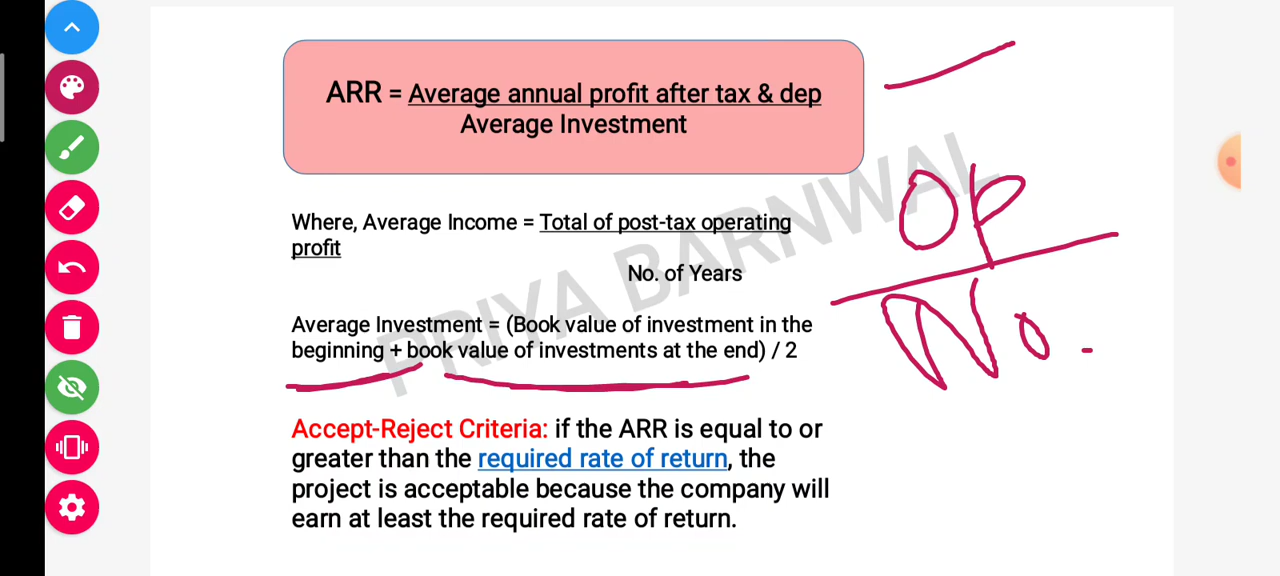 ARR = Average annual profit after tax & dep
Average Investment
Where, Average Income = Total of post-tax operating
profit
No. of Years
Average Investment = (Book value of investment in the
beginning + book value of investments at the end) / 2
Accept-Reject Criteria: if the ARR is equal to or
greater than the required rate of return, the
project is acceptable because the company will
earn at least the required rate of return.
PRIYA BARNWAL
OP
No.